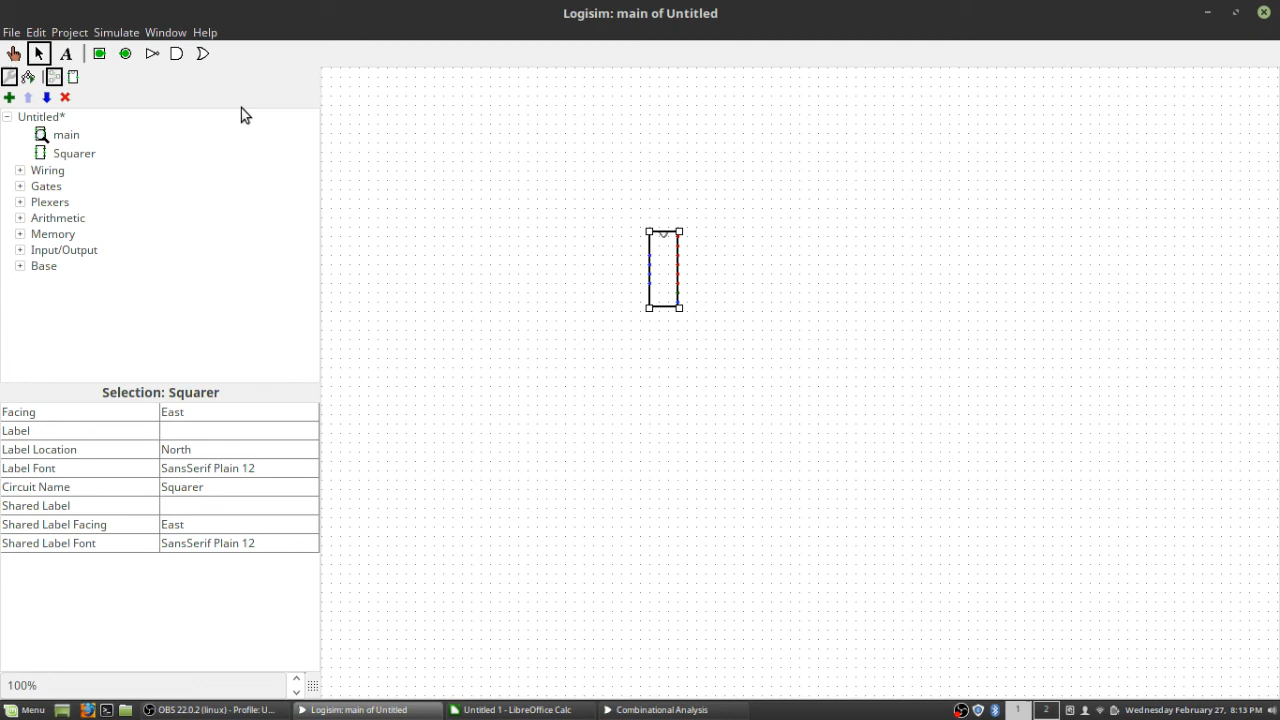 Logisim: main of Untitled
File Edit Project Simulate Window Help
A
Untitled*
main
Squarer
Wiring
Gates
Plexers
Arithmetic
Memory
Input/Output
Base
Selection: Squarer
Facing East
Label
Label Location North
Label Font SansSerif Plain 12
Circuit Name Squarer
Shared Label
Shared Label Facing East
Shared Label Font SansSerif Plain 12
100%
Menu OBS 22.0.2 (linux) - Profile: U... Logisim: main of Untitled Untitled 1 - LibreOffice Calc Combinational Analysis 1 2 Wednesday February 27, 8:13 PM